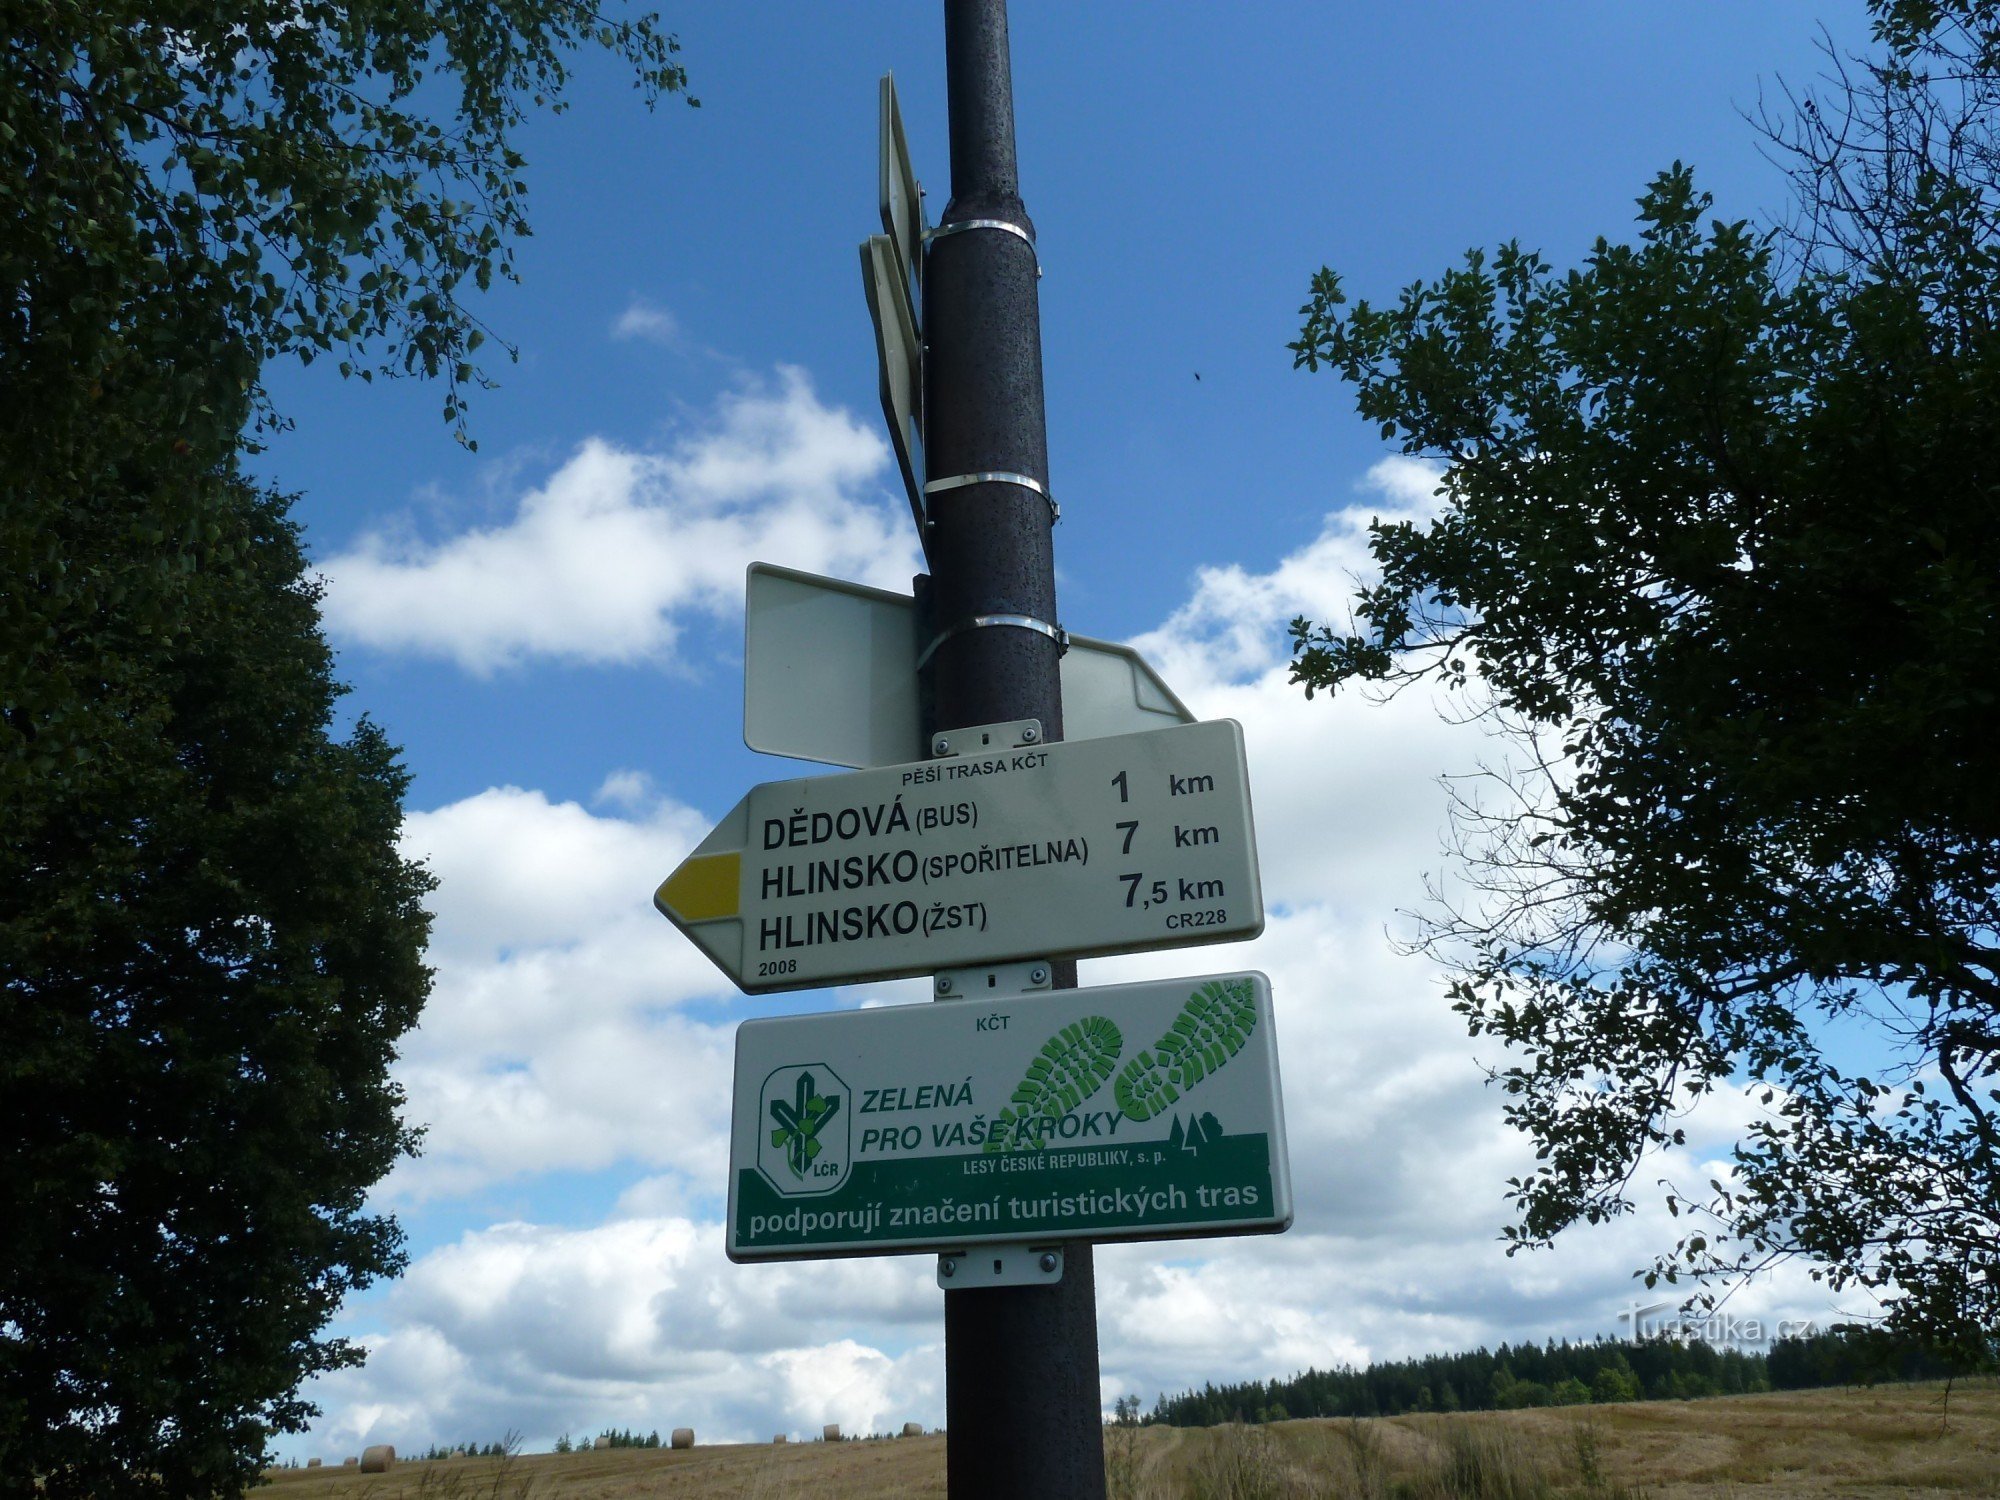 PĚŠÍ TRASA KČT
DĚDOVÁ (BUS) 1 km
HLINSKO (SPOŘITELNA) 7 km
HLINSKO (ŽST) 7,5 km
2008 CR228
KČT
ZELENÁ
PRO VAŠE KROKY
LČR
LESY ČESKÉ REPUBLIKY, s. p.
podporují značení turistických tras
Turistika.cz